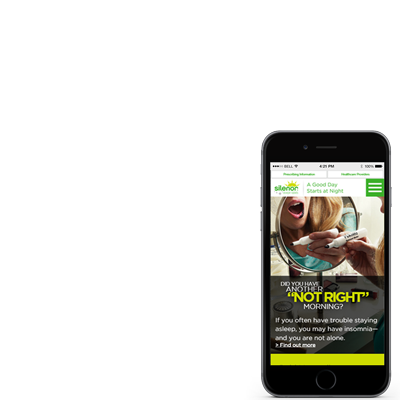 BELL 4:21 PM 100%
Prescribing Information Healthcare Providers
silenor
A Good Day
Starts at Night
DID YOU HAVE
ANOTHER
“NOT RIGHT”
MORNING?
If you often have trouble staying
asleep, you may have insomnia—
and you are not alone.
> Find out more